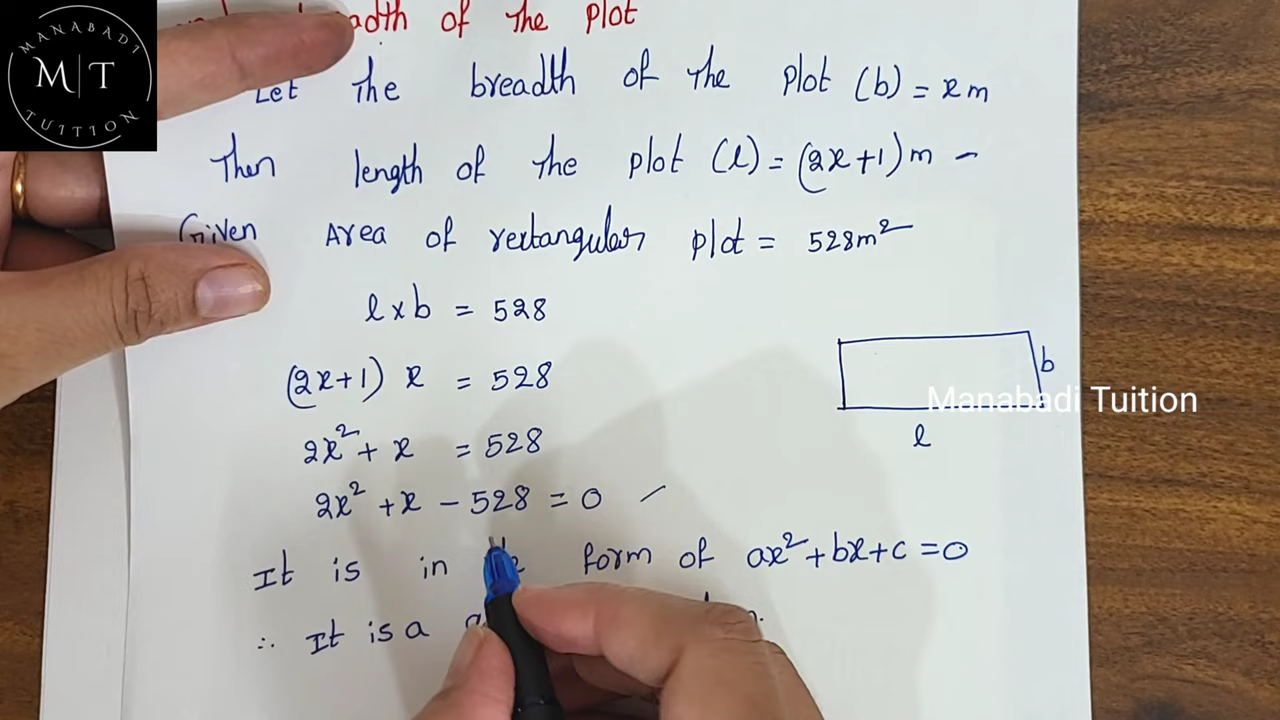 MANABADI
M|T
TUITION
of the plot
Let the breadth of the plot (b) = x m
Then length of the plot (l) = (2x+1) m -
Given Area of rectangular plot = 528m²
l x b = 528
(2x+1) x = 528
2x² + x = 528
2x² + x - 528 = 0
It is in form of ax²+bx+c=0
∴ It is a
b
l
Manabadi Tuition